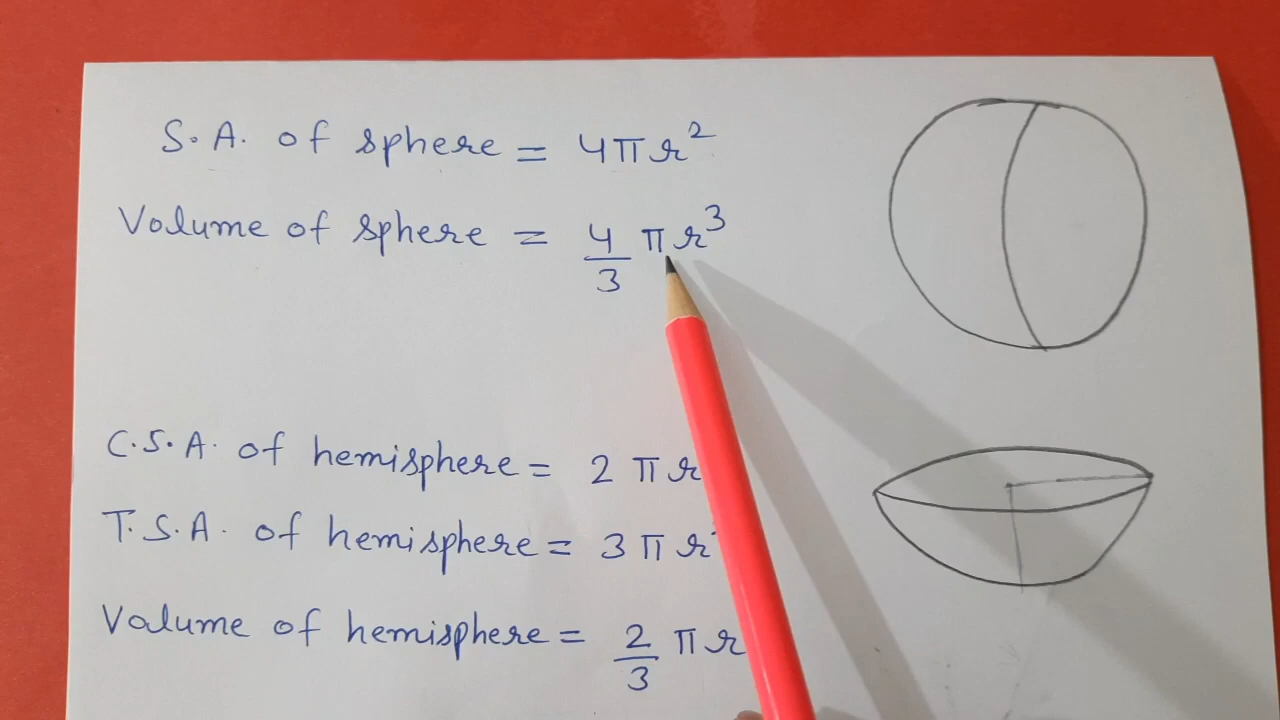 S.A. of sphere = 4πr²
Volume of sphere = 4/3 πr³
C.S.A. of hemisphere = 2πr
T.S.A. of hemisphere = 3πr
Volume of hemisphere = 2/3 πr